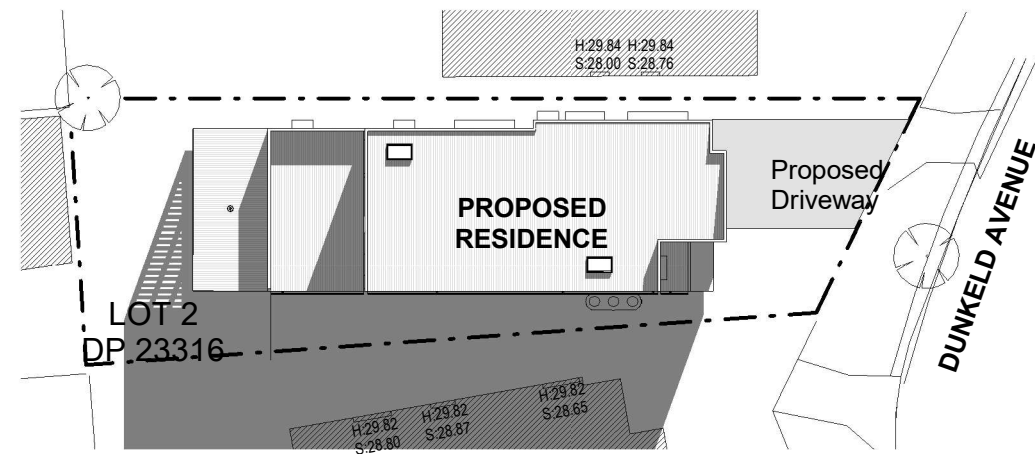 H:29.84 H:29.84
S:28.00 S:28.76
Proposed
Driveway
PROPOSED
RESIDENCE
DUNKELD AVENUE
LOT 2
DP 23316
H:29.82
S:28.80
H:29.82
S:28.87
H:29.82
S:28.65